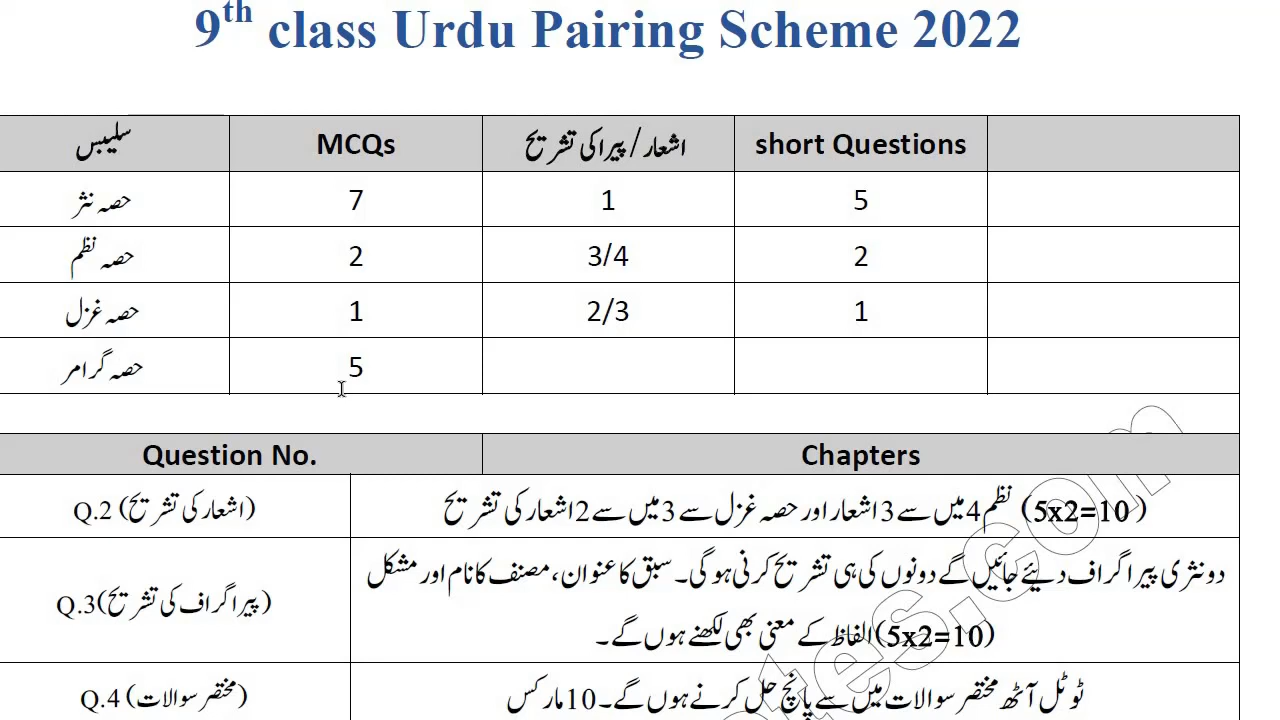 9th class Urdu Pairing Scheme 2022
سلیبس MCQs اشعار/ پیرا کی تشریح short Questions
حصہ نثر 7 1 5
حصہ نظم 2 3/4 2
حصہ غزل 1 2/3 1
حصہ گرامر 5
Question No. Chapters
Q.2 (اشعار کی تشریح) نظم 4 میں سے 3 اشعار اور حصہ غزل سے 3 میں سے 2 اشعار کی تشریح (5x2=10)
Q.3 (پیراگراف کی تشریح) دو نثری پیراگراف دیئے جائیں گے دونوں کی ہی تشریح کرنی ہوگی۔ سبق کا عنوان، مصنف کا نام اور مشکل
الفاظ کے معنی بھی لکھنے ہوں گے۔ (5x2=10)
Q.4 (مختصر سوالات) ٹوٹل آٹھ مختصر سوالات میں سے پانچ حل کرنے ہوں گے۔ 10 مارکس